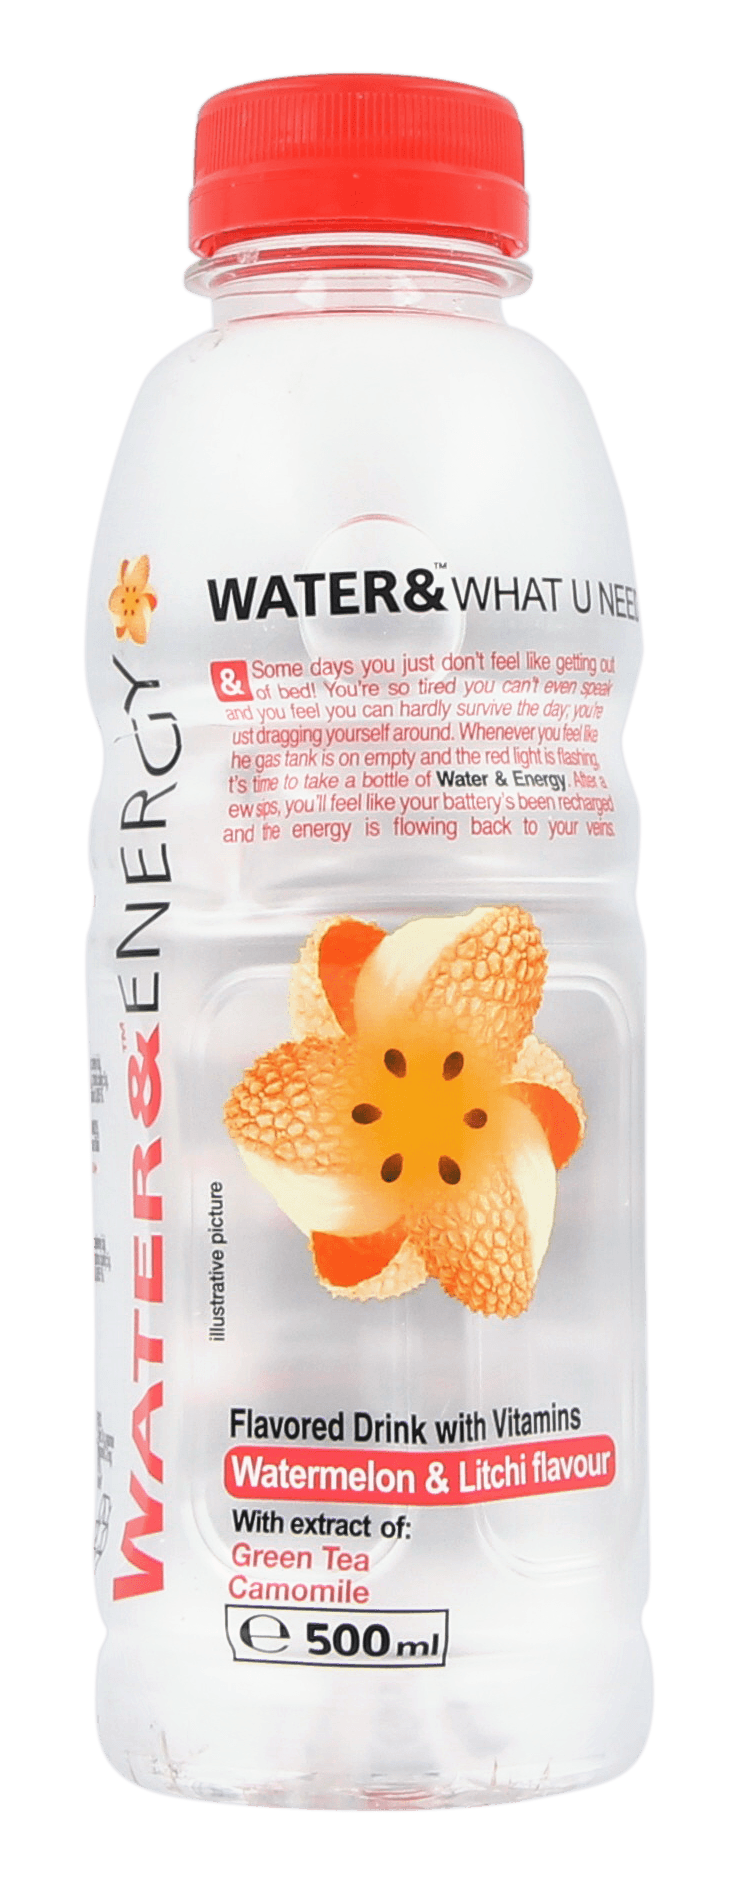 WATER&™ WHAT U NEED
& Some days you just don't feel like getting out
of bed! You're so tired you can't even speak
and you feel you can hardly survive the day; you're
ust dragging yourself around. Whenever you feel like
he gas tank is on empty and the red light is flashing,
t's time to take a bottle of Water & Energy. After a
ew sips, you'll feel like your battery's been recharged
and the energy is flowing back to your veins.
WATER&™ENERGY
illustrative picture
Flavored Drink with Vitamins
Watermelon & Litchi flavour
With extract of:
Green Tea
Camomile
e 500 ml